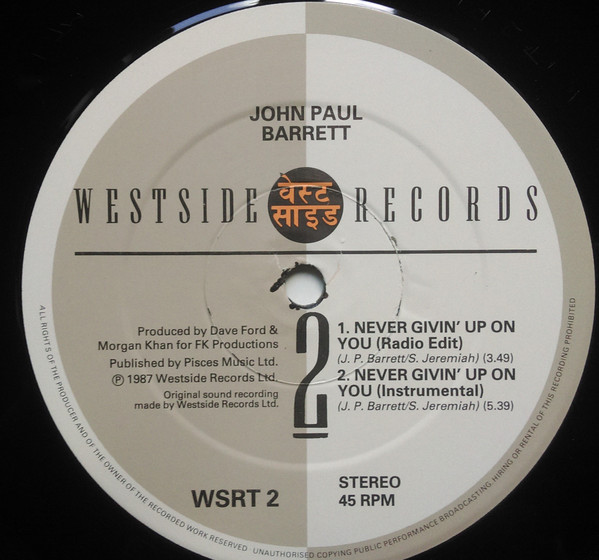 JOHN PAUL
BARRETT
WESTSIDE वेस्ट साइड RECORDS
Produced by Dave Ford &
Morgan Khan for FK Productions
Published by Pisces Music Ltd.
℗ 1987 Westside Records Ltd.
Original sound recording
made by Westside Records Ltd.
2
1. NEVER GIVIN' UP ON
YOU (Radio Edit)
(J. P. Barrett/S. Jeremiah) (3.49)
2. NEVER GIVIN' UP ON
YOU (Instrumental)
(J. P. Barrett/S. Jeremiah) (5.39)
WSRT 2
STEREO
45 RPM
ALL RIGHTS OF THE PRODUCER AND OF THE OWNER OF THE RECORDED WORK RESERVED UNAUTHORISED COPYING PUBLIC PERFORMANCE BROADCASTING, HIRING OR RENTAL OF THIS RECORDING PROHIBITED